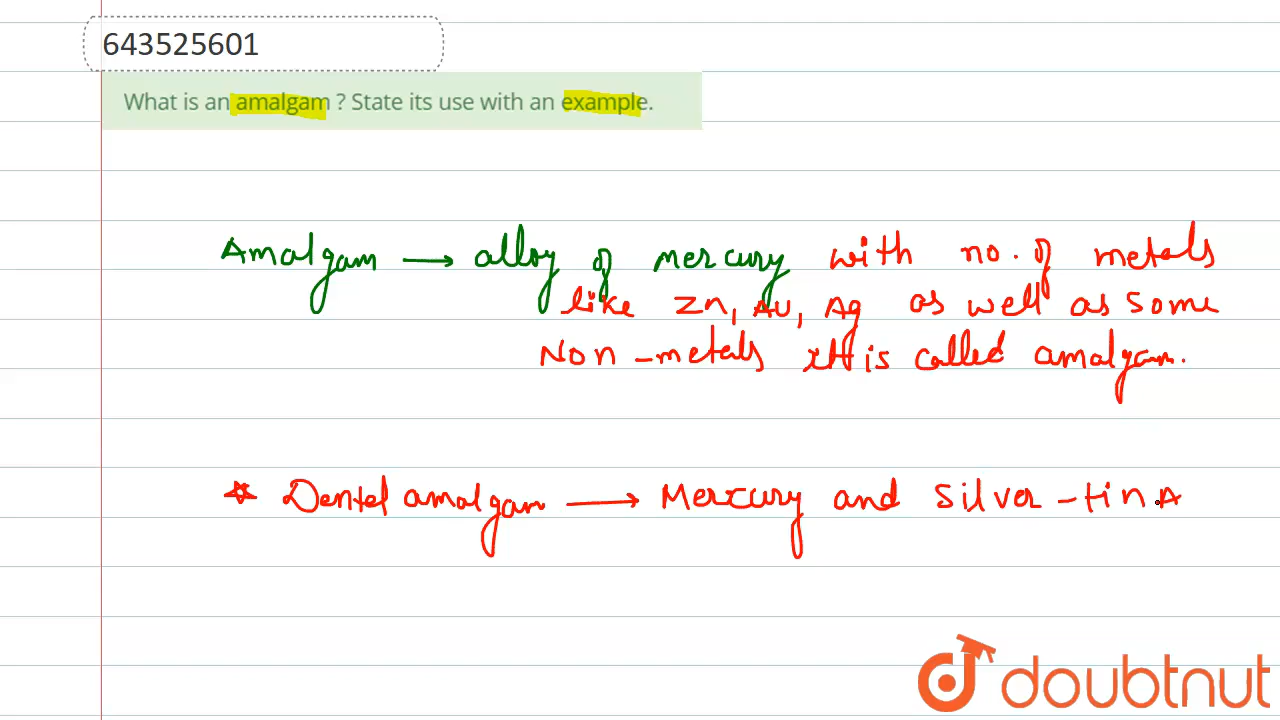 643525601
What is an amalgam ? State its use with an example.
Amalgam → alloy of mercury with no. of metals
like Zn, Au, Ag as well as some
Non-metals is called amalgam.
* Dentel amalgam → Mercury and Silver-tin A
doubtnut